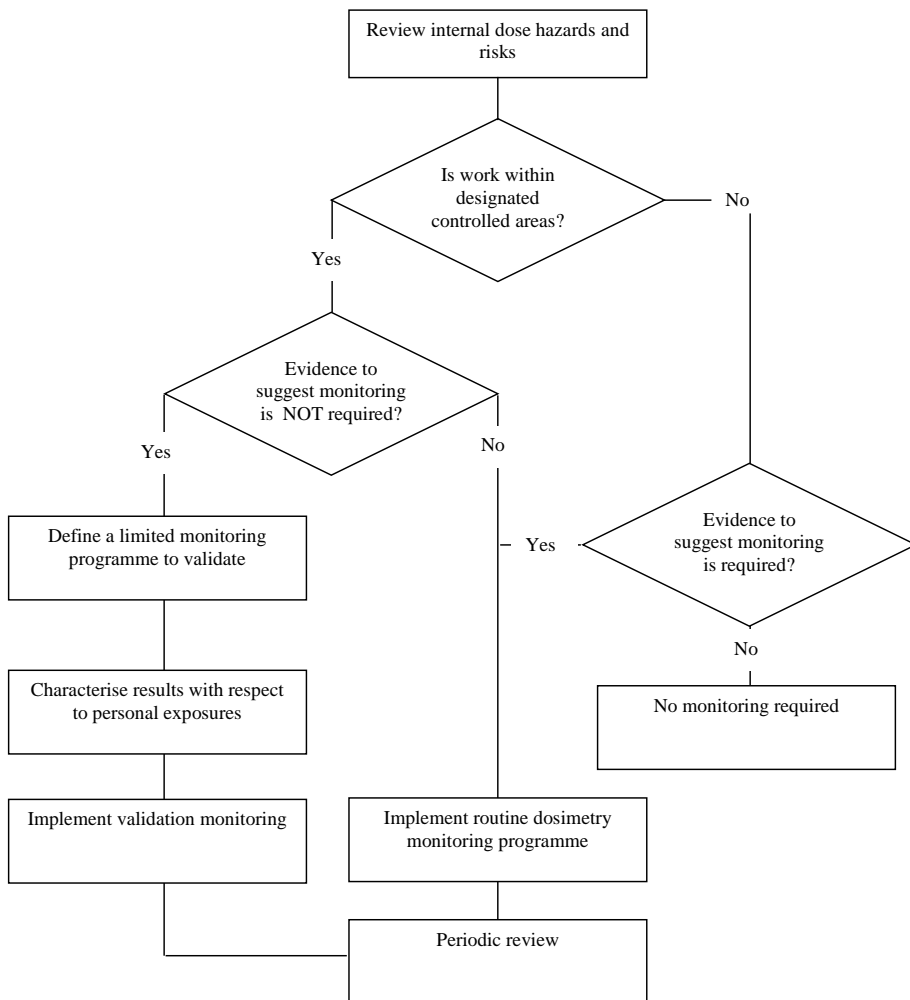 Review internal dose hazards and
risks
Is work within
designated
controlled areas?
No
Yes
Evidence to
suggest monitoring
is NOT required?
Yes
No
Define a limited monitoring
programme to validate
Yes
Evidence to
suggest monitoring
is required?
No
Characterise results with respect
to personal exposures
No monitoring required
Implement validation monitoring
Implement routine dosimetry
monitoring programme
Periodic review